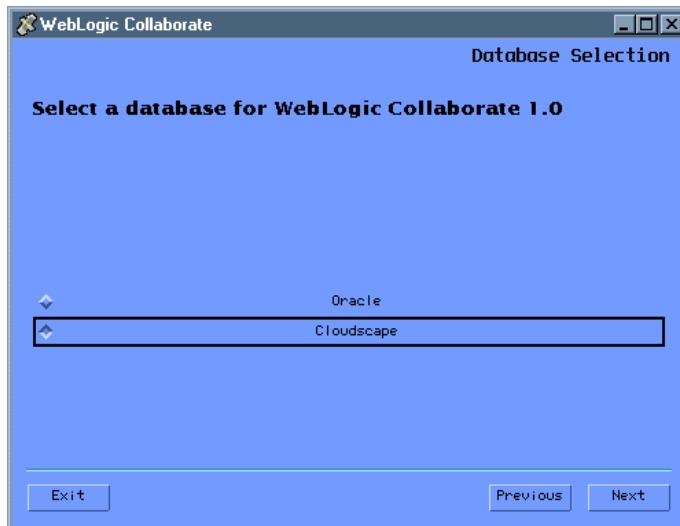 WebLogic Collaborate
Database Selection
Select a database for WebLogic Collaborate 1.0
Oracle
Cloudscape
Exit Previous Next